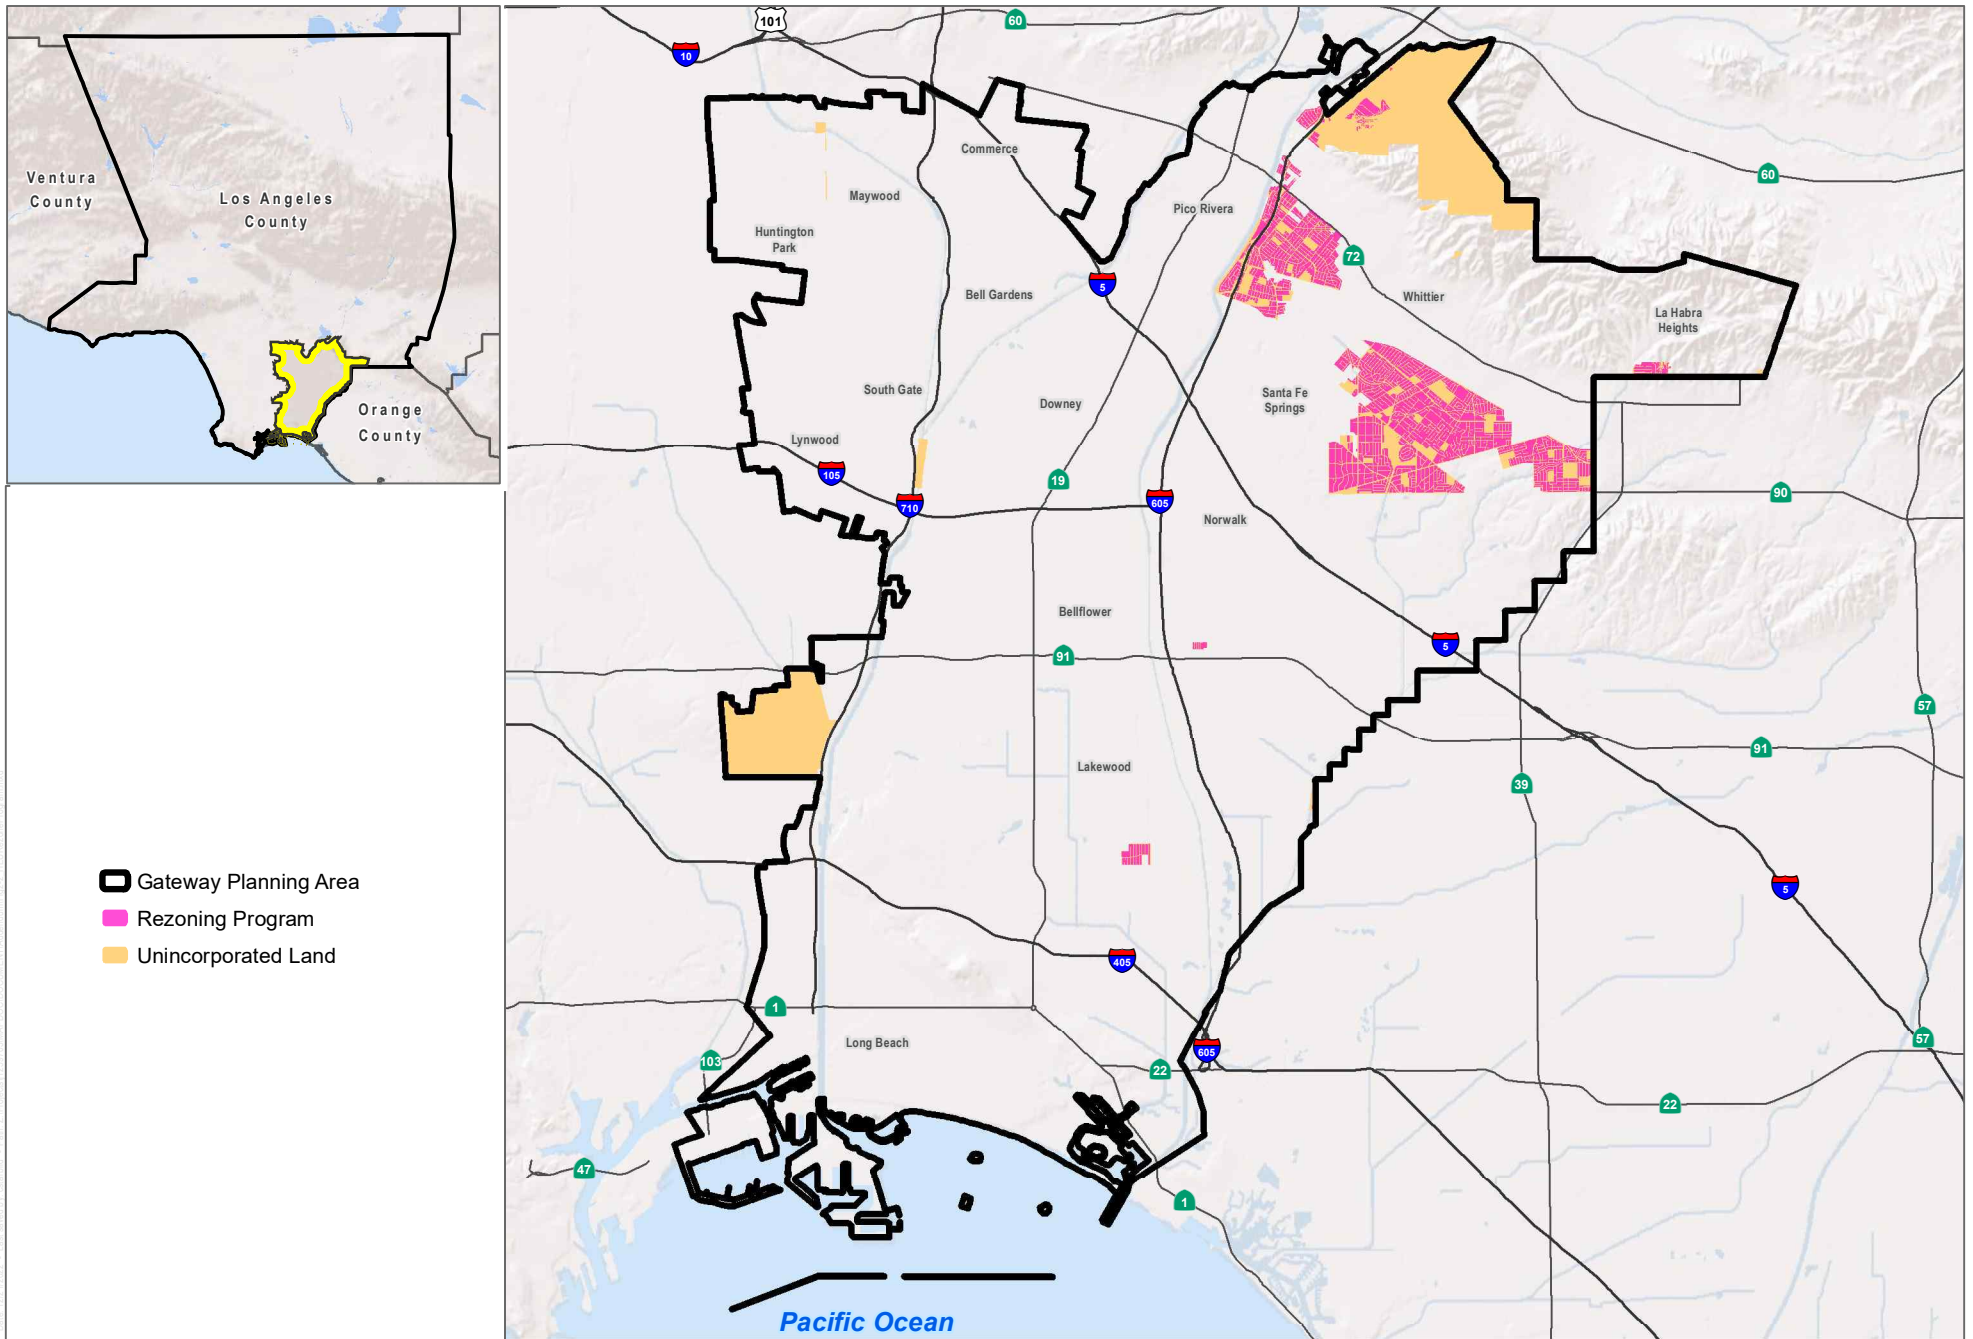 Ventura
County
Los Angeles
County
Orange
County
Gateway Planning Area
Rezoning Program
Unincorporated Land
101
60
10
Commerce
60
Maywood
Pico Rivera
Huntington
Park
72
5
Bell Gardens
Whittier
La Habra
Heights
South Gate
Downey
Santa Fe
Springs
Lynwood
105
19
710
605
90
Norwalk
Bellflower
5
91
57
91
Lakewood
39
5
405
1
Long Beach
605
57
103
22
22
47
1
Pacific Ocean